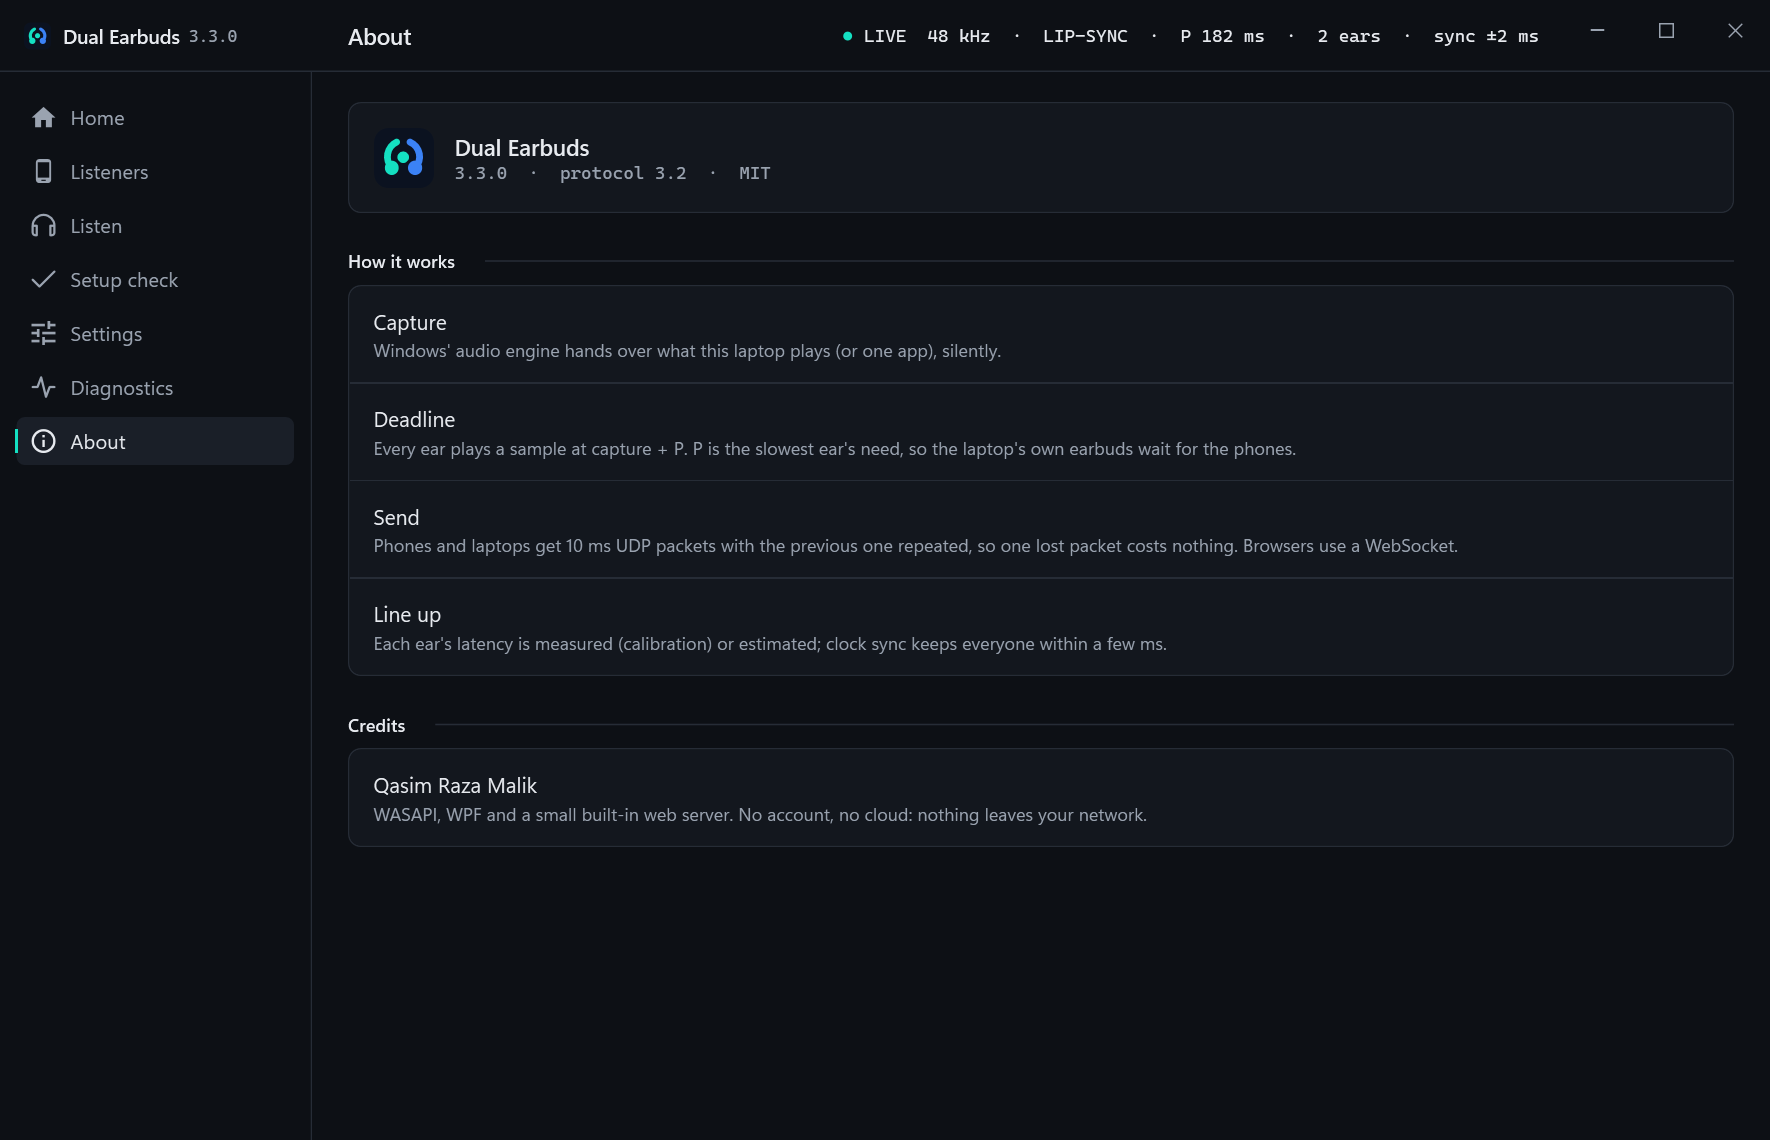 Dual Earbuds 3.3.0
About
LIVE 48 kHz · LIP-SYNC · P 182 ms · 2 ears · sync ±2 ms
Home
Listeners
Listen
Setup check
Settings
Diagnostics
About
Dual Earbuds
3.3.0 · protocol 3.2 · MIT
How it works
Capture
Windows' audio engine hands over what this laptop plays (or one app), silently.
Deadline
Every ear plays a sample at capture + P. P is the slowest ear's need, so the laptop's own earbuds wait for the phones.
Send
Phones and laptops get 10 ms UDP packets with the previous one repeated, so one lost packet costs nothing. Browsers use a WebSocket.
Line up
Each ear's latency is measured (calibration) or estimated; clock sync keeps everyone within a few ms.
Credits
Qasim Raza Malik
WASAPI, WPF and a small built-in web server. No account, no cloud: nothing leaves your network.